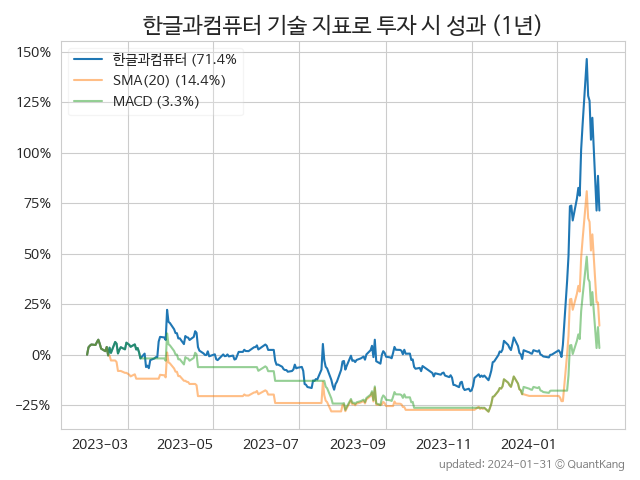 한글과컴퓨터 기술 지표로 투자 시 성과 (1년)
150%
125%
100%
75%
50%
25%
0%
−25%
한글과컴퓨터 (71.4%
SMA(20) (14.4%)
MACD (3.3%)
2023-03 2023-05 2023-07 2023-09 2023-11 2024-01
updated: 2024-01-31 © QuantKang